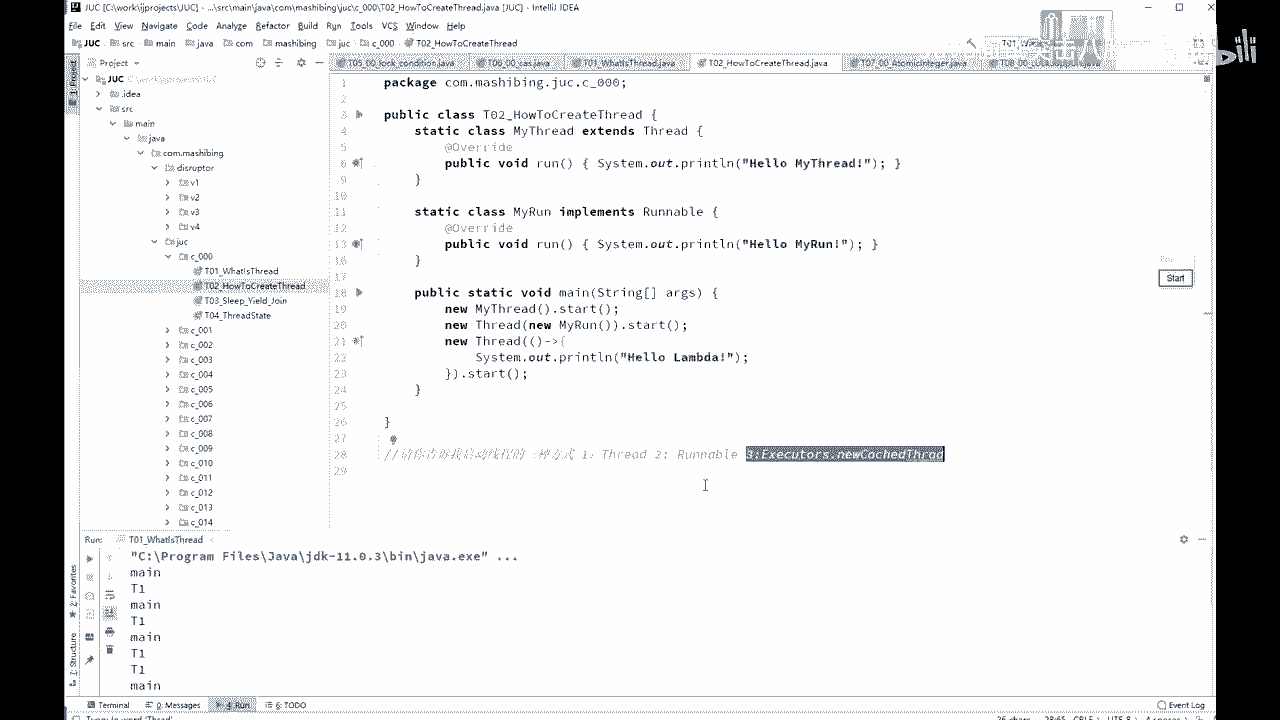 JUC [C:\work\ijprojects\JUC] - ...\src\main\java\com\mashibing\juc\c_000\T02_HowToCreateThread.java [JUC] - IntelliJ IDEA
File Edit View Navigate Code Analyze Refactor Build Run Tools VCS Window Help
JUC src main java com mashibing juc c_000 T02_HowToCreateThread
Project
T05_00_lock_condition.java T06_00_cas.java T01_WhatIsThread.java T02_HowToCreateThread.java T07_00_AtomicInteger.java
JUC
.idea
src
main
java
com.mashibing
disruptor
v1
v2
v3
v4
juc
c_000
T01_WhatIsThread
T02_HowToCreateThread
T03_Sleep_Yield_Join
T04_ThreadState
c_001
c_002
c_003
c_004
c_005
c_006
c_007
c_008
c_009
c_010
c_011
c_012
c_013
c_014
1 package com.mashibing.juc.c_000;
2
3 public class T02_HowToCreateThread {
4 static class MyThread extends Thread {
5 @Override
6 public void run() { System.out.println("Hello MyThread!"); }
9 }
10
11 static class MyRun implements Runnable {
12 @Override
13 public void run() { System.out.println("Hello MyRun!"); }
16 }
17
18 public static void main(String[] args) {
19 new MyThread().start();
20 new Thread(new MyRun()).start();
21 new Thread(()->{
22 System.out.println("Hello Lambda!");
23 }).start();
24 }
25
26 }
27
28 //请你告诉我启动线程的三种方式 1: Thread 2: Runnable 3:Executors.newCachedThrad
29
Start
Run: T01_WhatIsThread
"C:\Program Files\Java\jdk-11.0.3\bin\java.exe" ...
main
T1
main
T1
main
T1
T1
main
1: Project
2: Favorites
7: Structure
Terminal 0: Messages 4: Run 6: TODO Event Log
Typo: In word 'Thrad'
26 chars 28:65 CRLF UTF-8 4 spaces